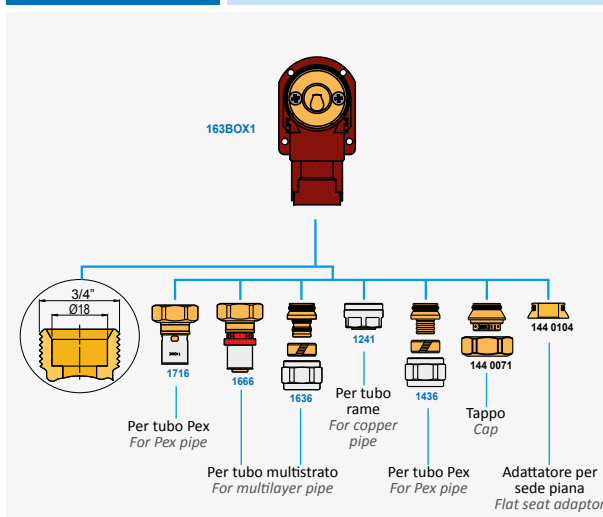 163BOX1
3/4"
Ø18
1716
1666
1636
1241
1436
144 0071
144 0104
Per tubo Pex
For Pex pipe
Per tubo multistrato
For multilayer pipe
Per tubo
rame
For copper
pipe
Per tubo Pex
For Pex pipe
Tappo
Cap
Adattatore per
sede piana
Flat seat adaptor